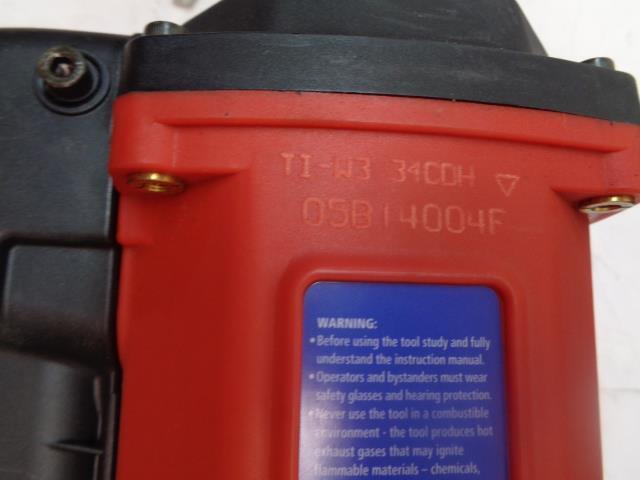 TI-W3 34CDH
05B14004F
WARNING:
• Before using the tool study and fully
understand the instruction manual.
• Operators and bystanders must wear
safety glasses and hearing protection.
• Never use the tool in a combustible
environment - the tool produces hot
exhaust gases that may ignite
flammable materials – chemicals,